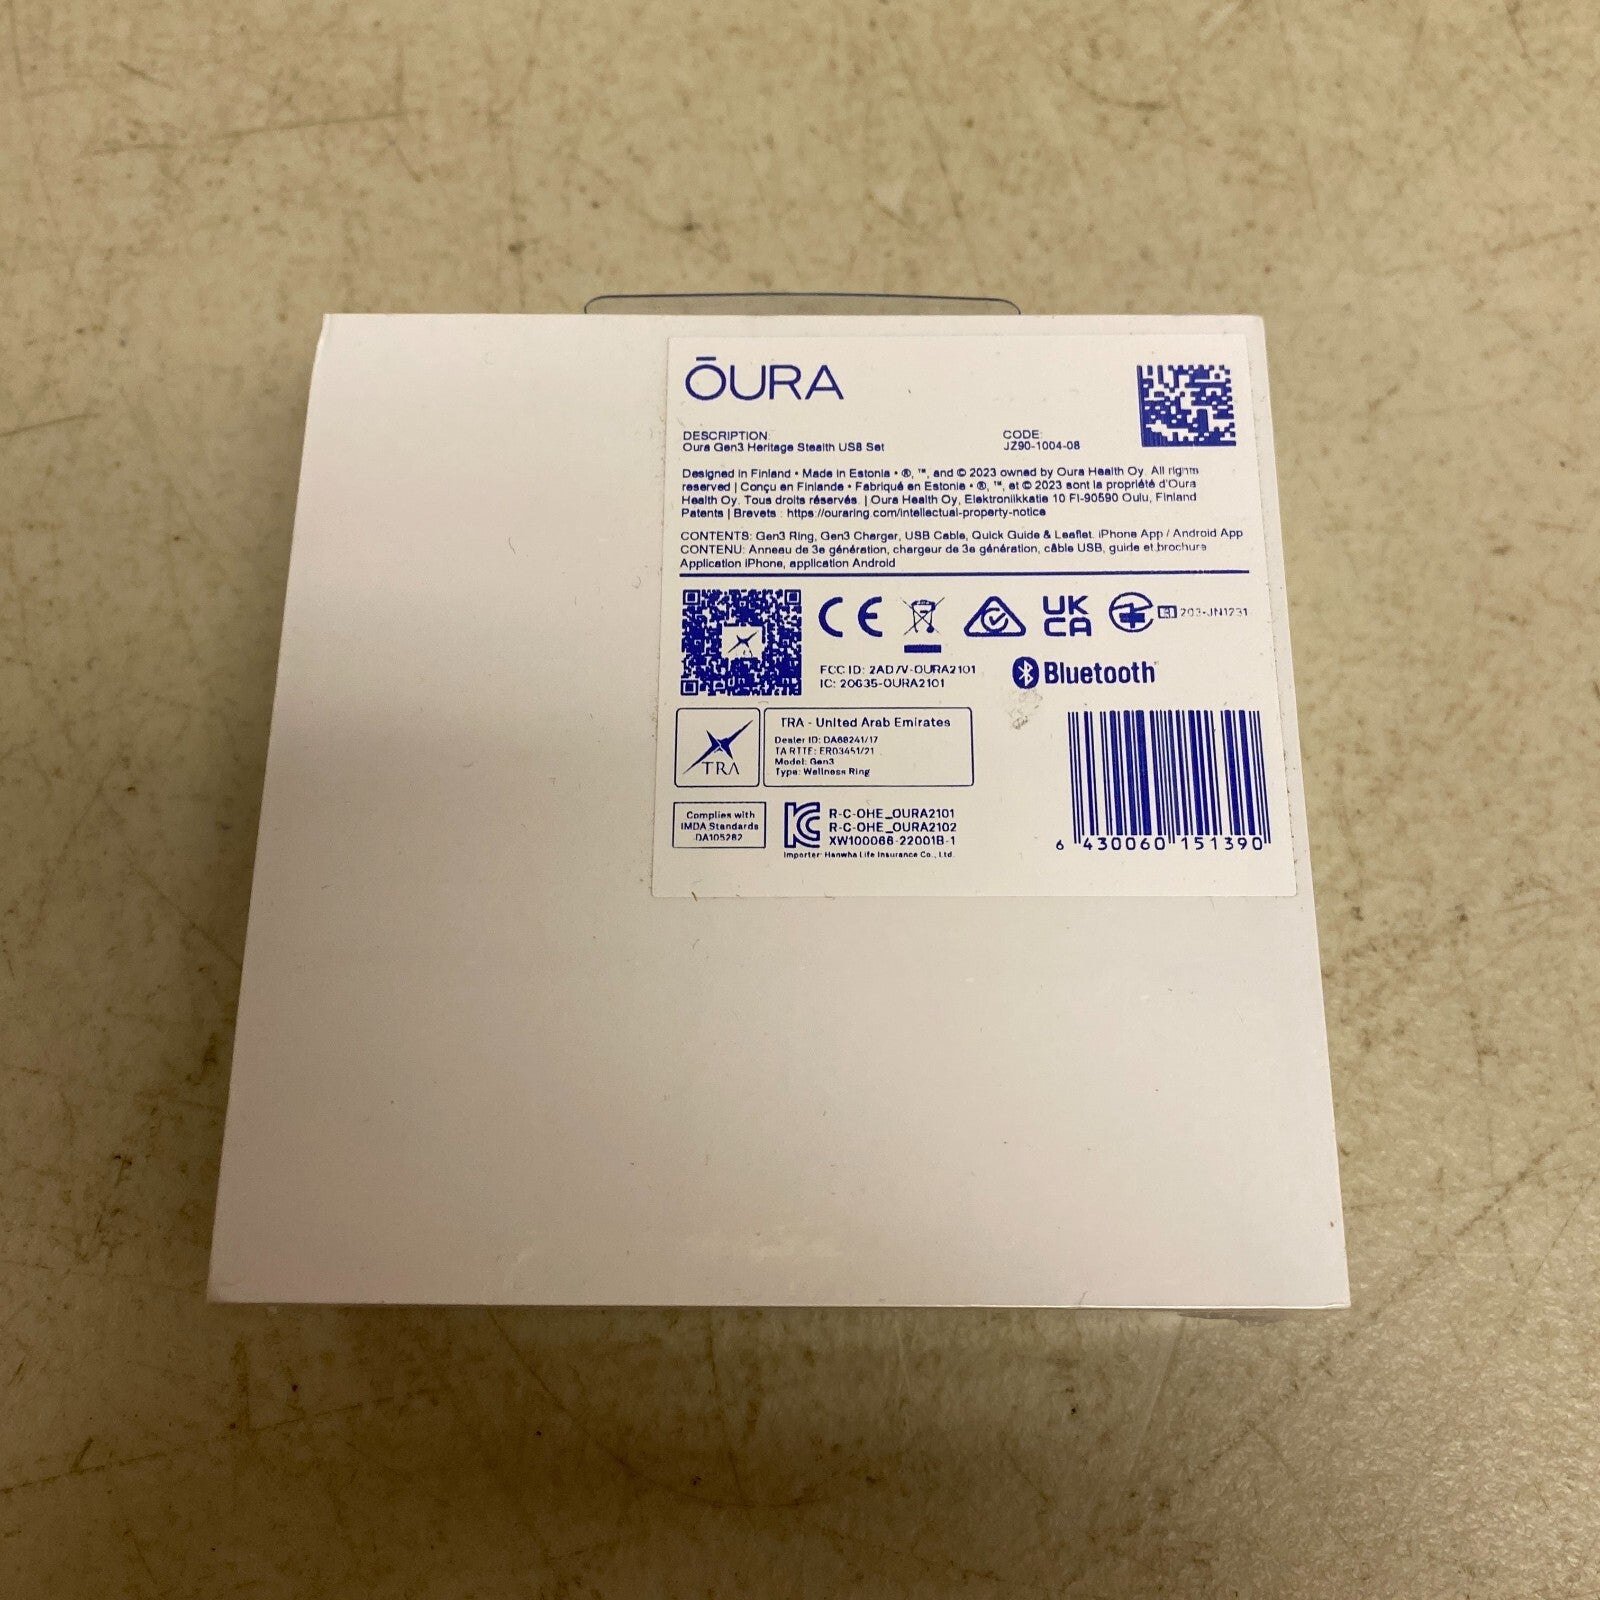 ŌURA
DESCRIPTION:
Oura Gen3 Heritage Stealth US8 Set
CODE:
JZ90-1004-08
Designed in Finland • Made in Estonia • ®, ™, and © 2023 owned by Oura Health Oy. All rights
reserved | Conçu en Finlande • Fabriqué en Estonie • ®, ™, et © 2023 sont la propriété d'Oura
Health Oy. Tous droits réservés. | Oura Health Oy, Elektroniikkatie 10 FI-90590 Oulu, Finland
Patents | Brevets : https://ouraring.com/intellectual-property-notice
CONTENTS: Gen3 Ring, Gen3 Charger, USB Cable, Quick Guide & Leaflet. iPhone App / Android App
CONTENU: Anneau de 3e génération, chargeur de 3e génération, câble USB, guide et brochure
Application iPhone, application Android
CE
UK
CA
R 203-JN1231
FCC ID: 2AD7V-OURA2101
IC: 20635-OURA2101
Bluetooth
TRA
TRA - United Arab Emirates
Dealer ID: DA68241/17
TA RTTE: ER03451/21
Model: Gen3
Type: Wellness Ring
Complies with
IMDA Standards
DA105282
R-C-OHE_OURA2101
R-C-OHE_OURA2102
XW100066-22001B-1
Importer: Hanwha Life Insurance Co., Ltd.
6 430060 151390